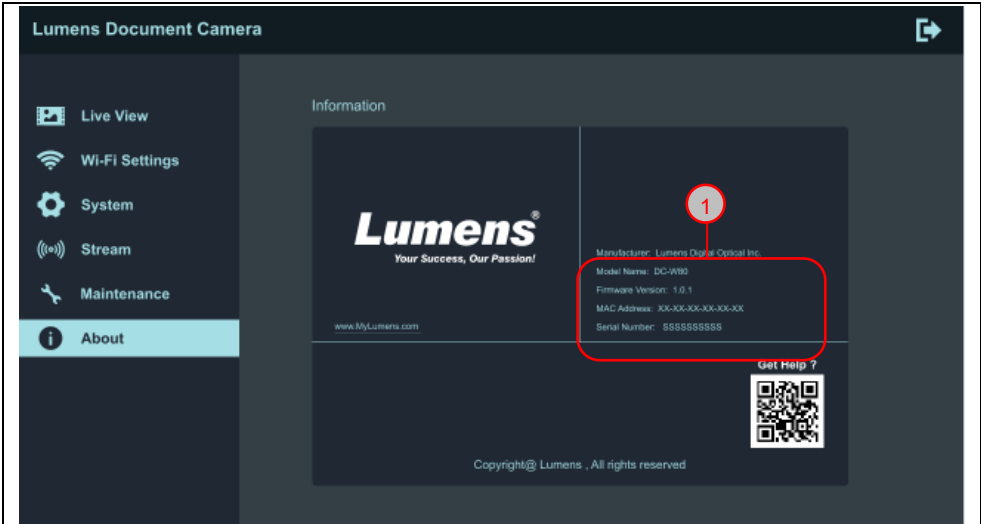 Lumens Document Camera
Live View
Wi-Fi Settings
System
Stream
Maintenance
About
Information
Lumens®
Your Success, Our Passion!
www.MyLumens.com
1
Manufacturer: Lumens Digital Optical Inc.
Model Name: DC-W80
Firmware Version: 1.0.1
MAC Address: XX-XX-XX-XX-XX-XX
Serial Number: SSSSSSSSSS
Get Help ?
Copyright@ Lumens , All rights reserved